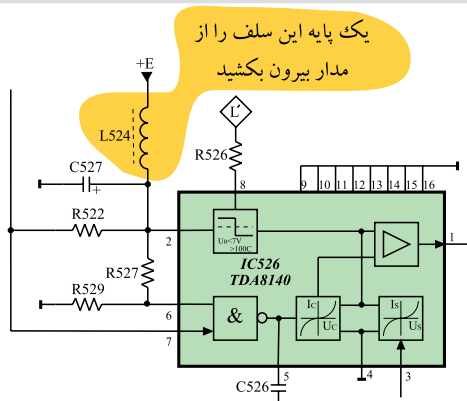 یک پایه این سلف را از
مدار بیرون بکشید
+E
L524
L′
C527
+
R526
8
9
10
11
12
13
14
15
16
R522
2
UB<7V
>100C
1
R527
IC526
TDA8140
R529
6
&
IC
UC
IS
US
7
5
4
3
C526